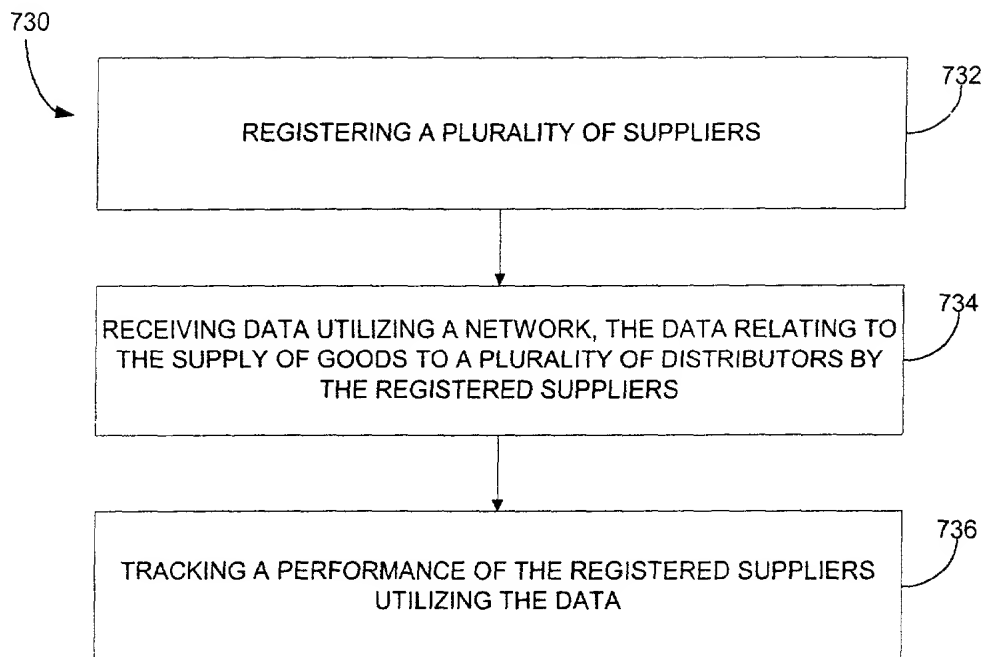 730
732
REGISTERING A PLURALITY OF SUPPLIERS
734
RECEIVING DATA UTILIZING A NETWORK, THE DATA RELATING TO
THE SUPPLY OF GOODS TO A PLURALITY OF DISTRIBUTORS BY
THE REGISTERED SUPPLIERS
736
TRACKING A PERFORMANCE OF THE REGISTERED SUPPLIERS
UTILIZING THE DATA